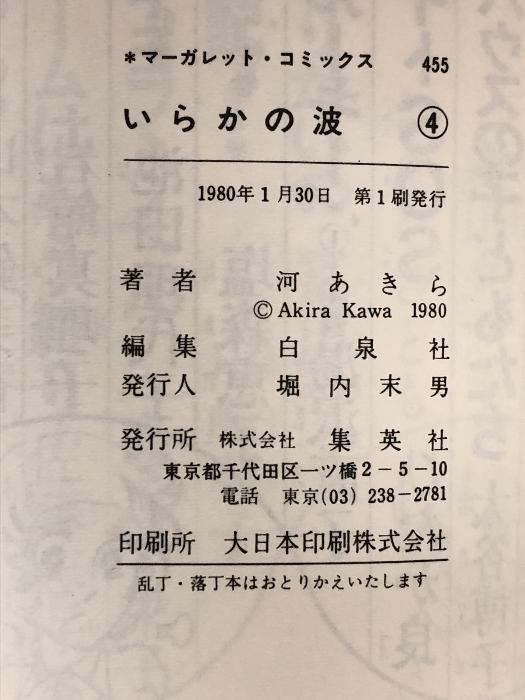 ＊マーガレット・コミックス 455
いらかの波 ④
1980年1月30日 第1刷発行
著者 河あきら
©Akira Kawa 1980
編集 白泉社
発行人 堀内末男
発行所 株式会社 集英社
東京都千代田区一ツ橋2－5－10
電話 東京(03) 238－2781
印刷所 大日本印刷株式会社
乱丁・落丁本はおとりかえいたします